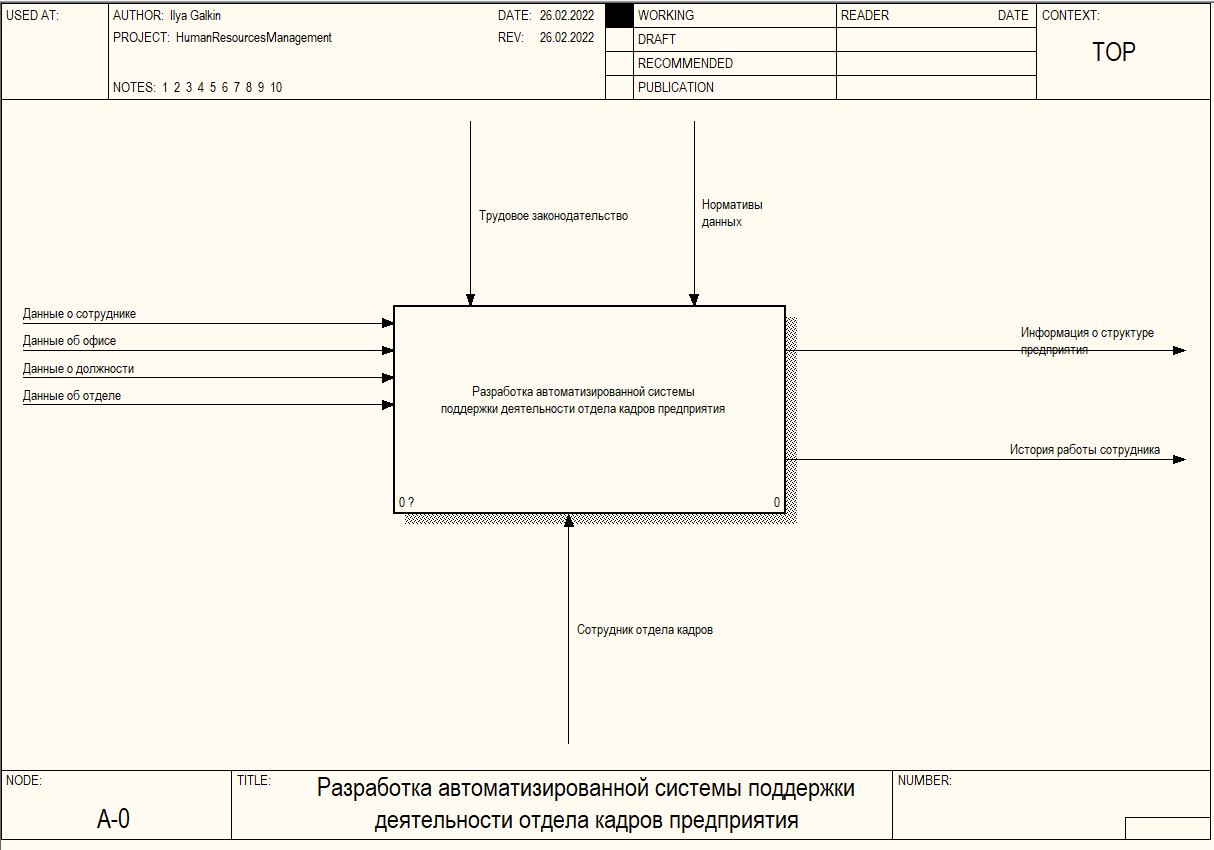 USED AT:
AUTHOR: Ilya Galkin
DATE: 26.02.2022
PROJECT: HumanResourcesManagement
REV: 26.02.2022
NOTES: 1 2 3 4 5 6 7 8 9 10
WORKING
DRAFT
RECOMMENDED
PUBLICATION
READER
DATE
CONTEXT:
TOP
Трудовое законодательство
Нормативы
данных
Данные о сотруднике
Данные об офисе
Данные о должности
Данные об отделе
Разработка автоматизированной системы
поддержки деятельности отдела кадров предприятия
0 ?
0
Информация о структуре
предприятия
История работы сотрудника
Сотрудник отдела кадров
NODE:
A-0
TITLE:
Разработка автоматизированной системы поддержки
деятельности отдела кадров предприятия
NUMBER: